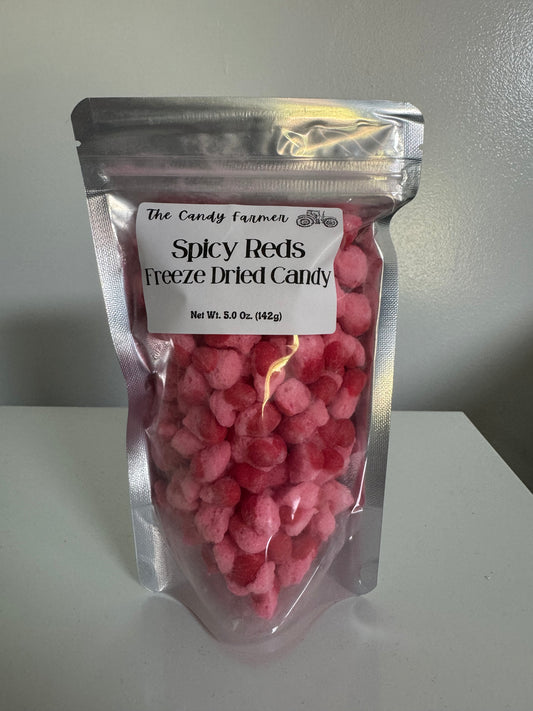 The Candy Farmer
Spicy Reds
Freeze Dried Candy
Net Wt. 5.0 Oz. (142g)